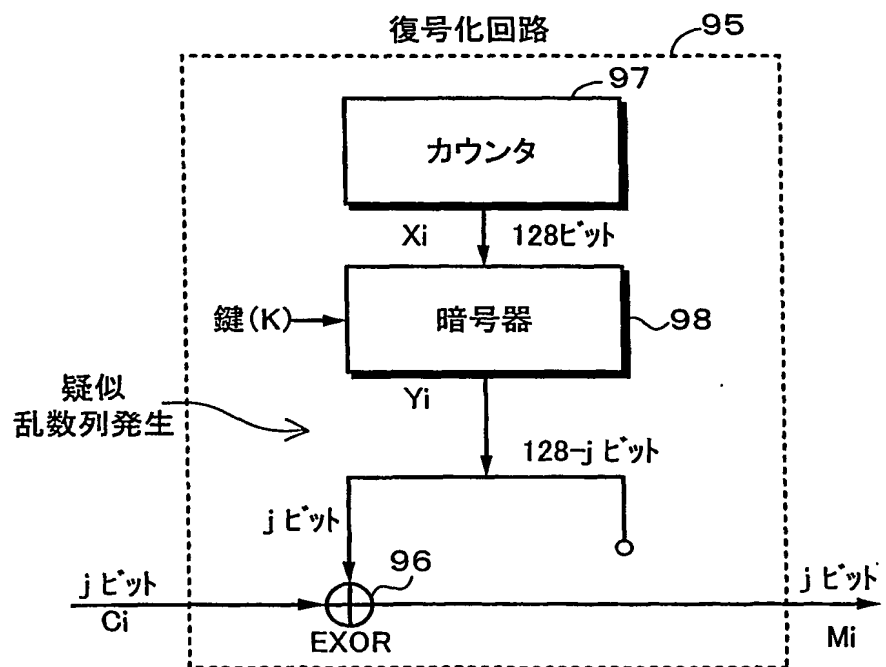 復号化回路
95
97
カウンタ
Xi
128ビット
鍵(K)
暗号器
98
Yi
疑似
乱数列発生
128-j ビット
j ビット
96
j ビット
Ci
EXOR
j ビット
Mi